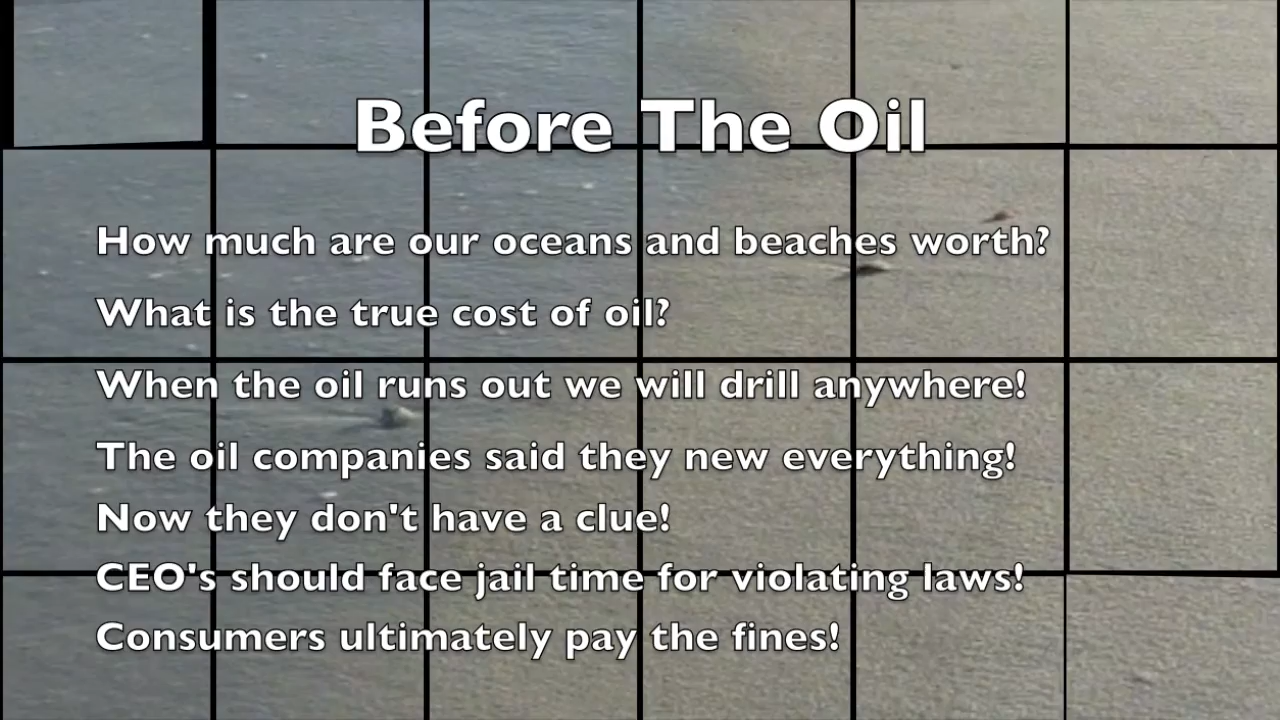 Before The Oil
How much are our oceans and beaches worth?
What is the true cost of oil?
When the oil runs out we will drill anywhere!
The oil companies said they new everything!
Now they don't have a clue!
CEO's should face jail time for violating laws!
Consumers ultimately pay the fines!